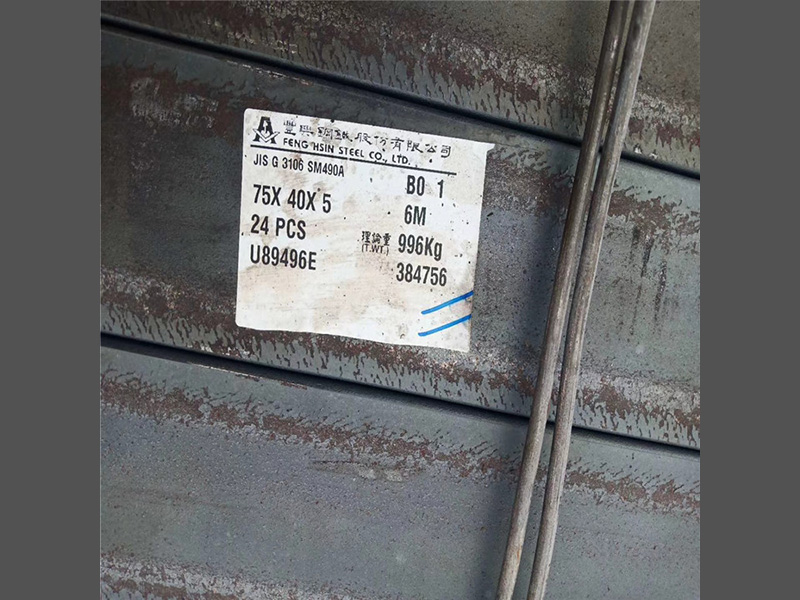 豐興鋼鐵股份有限公司
FENG HSIN STEEL CO., LTD.
JIS G 3106 SM490A
B0 1
75X 40X 5
6M
24 PCS
理論重 (T.WT.) 996Kg
U89496E
384756